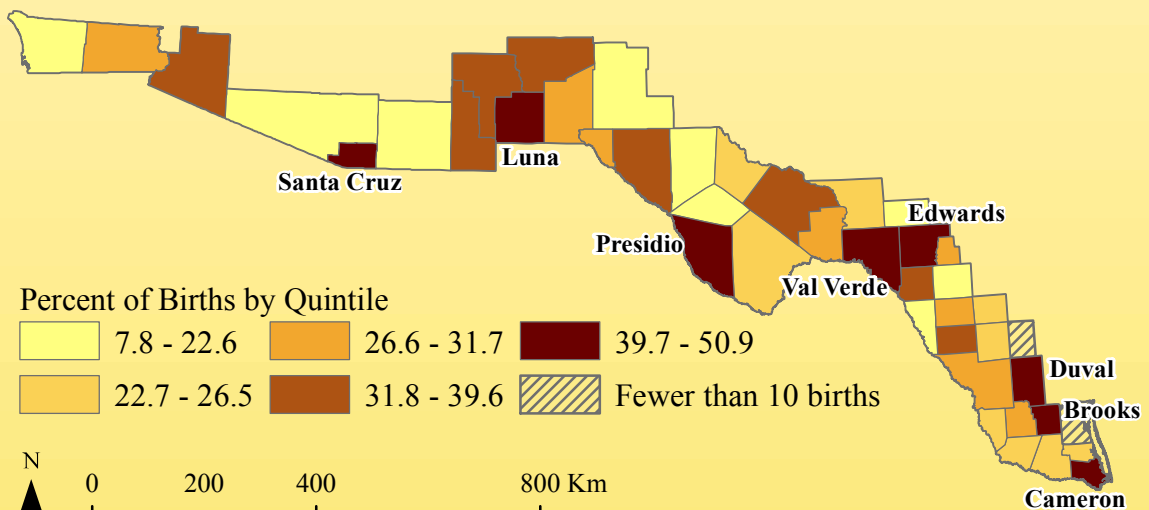 Luna
Santa Cruz
Edwards
Presidio
Val Verde
Percent of Births by Quintile
7.8 - 22.6 26.6 - 31.7 39.7 - 50.9
22.7 - 26.5 31.8 - 39.6 Fewer than 10 births
Duval
Brooks
N
0 200 400 800 Km
Cameron